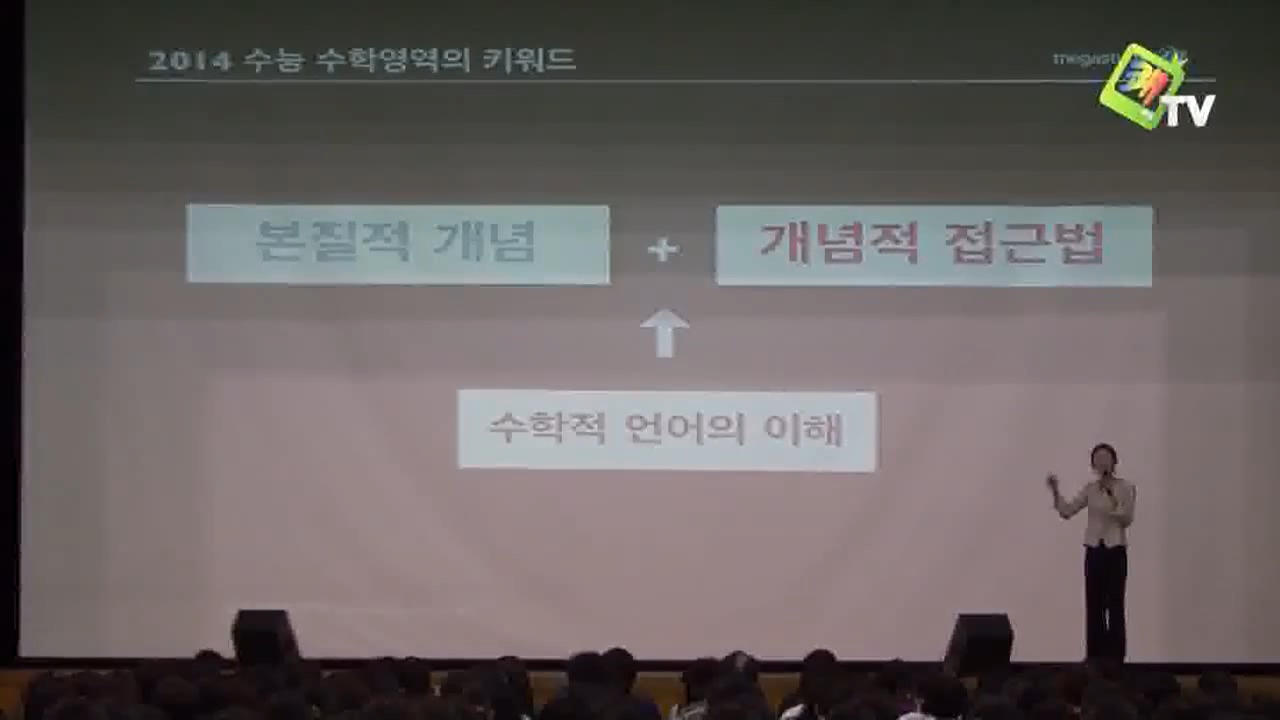 2014 수능 수학영역의 키워드
TV
본질적 개념 + 개념적 접근법
수학적 언어의 이해